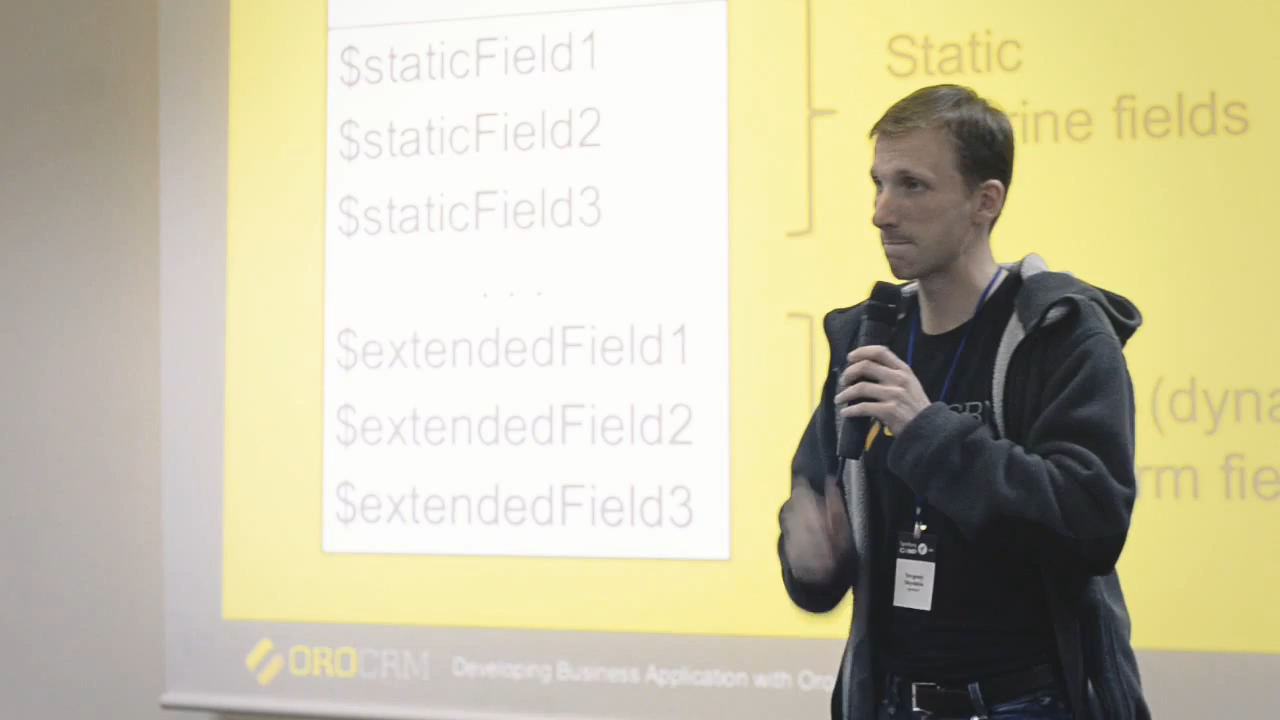 $staticField1
$staticField2
$staticField3
. . .
$extendedField1
$extendedField2
$extendedField3
Static
rine fields
(dyna
rm fie
OROCRM
Developing Business Application with Oro